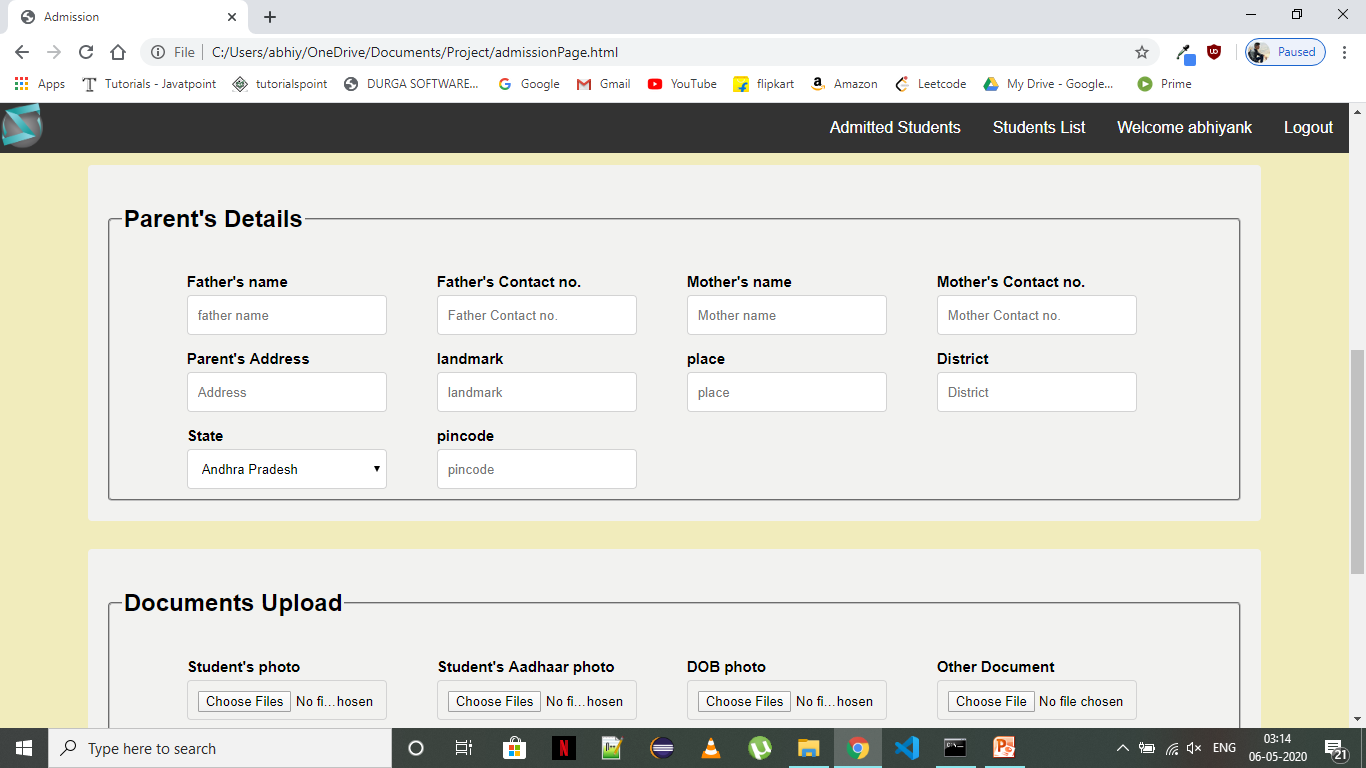 Admission
File C:/Users/abhiy/OneDrive/Documents/Project/admissionPage.html Paused
Apps Tutorials - Javatpoint tutorialspoint DURGA SOFTWARE... Google Gmail YouTube flipkart Amazon Leetcode My Drive - Google... Prime
Admitted Students Students List Welcome abhiyank Logout
Parent's Details
Father's name Father's Contact no. Mother's name Mother's Contact no.
father name Father Contact no. Mother name Mother Contact no.
Parent's Address landmark place District
Address landmark place District
State pincode
Andhra Pradesh pincode
Documents Upload
Student's photo Student's Aadhaar photo DOB photo Other Document
Choose Files No fi...hosen Choose Files No fi...hosen Choose Files No fi...hosen Choose File No file chosen
Type here to search ENG 03:14
06-05-2020 21